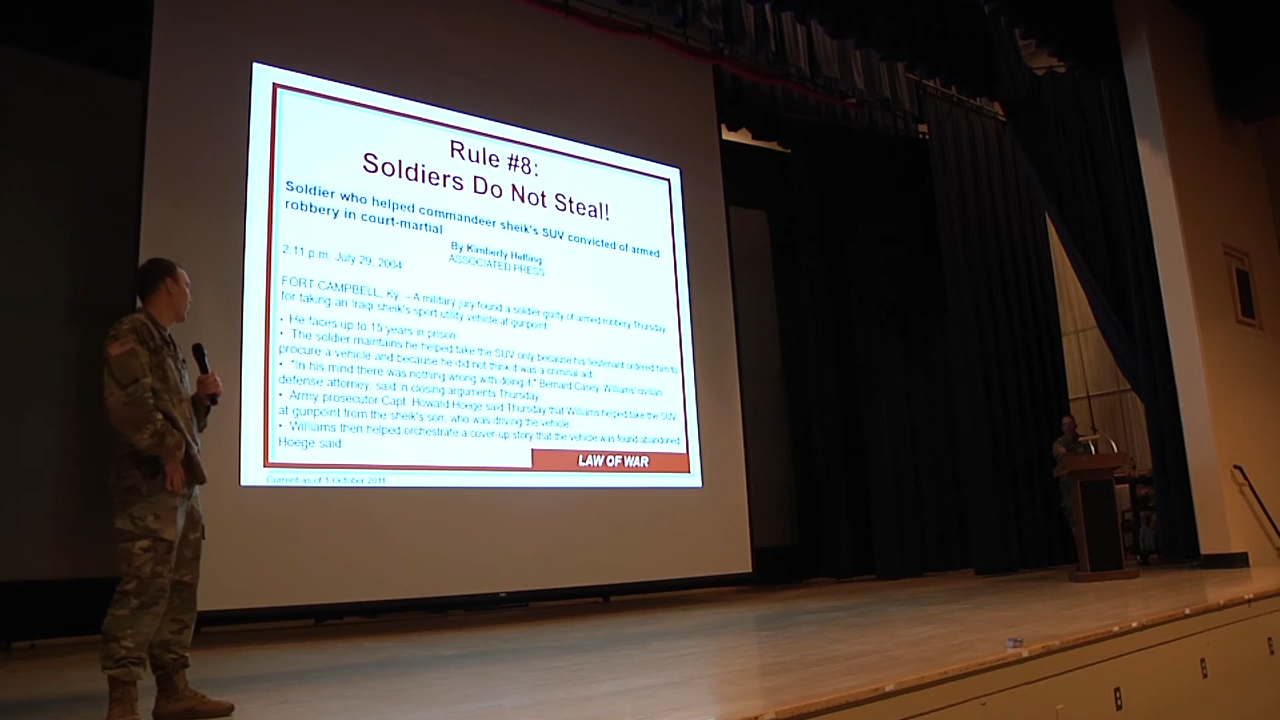 Rule #8:
Soldiers Do Not Steal!
Soldier who helped commandeer sheik's SUV convicted of armed
robbery in court-martial
By Kimberly Hefling
2:11 p.m. July 29, 2004
ASSOCIATED PRESS
FORT CAMPBELL, Ky. – A military jury found a soldier guilty of armed robbery Thursday
for taking an Iraqi sheik's sport utility vehicle at gunpoint.
• He faces up to 15 years in prison.
• The soldier maintains he helped take the SUV only because his lieutenant ordered him to
procure a vehicle and because he did not think it was a criminal act.
• "In his mind there was nothing wrong with doing it," Bernard Casey, Williams' civilian
defense attorney, said in closing arguments Thursday.
• Army prosecutor Capt. Howard Hoege said Thursday that Williams helped take the SUV
at gunpoint from the sheik's son, who was driving the vehicle.
• Williams then helped orchestrate a cover-up story that the vehicle was found abandoned,
Hoege said.
LAW OF WAR
Current as of 1 October 2011